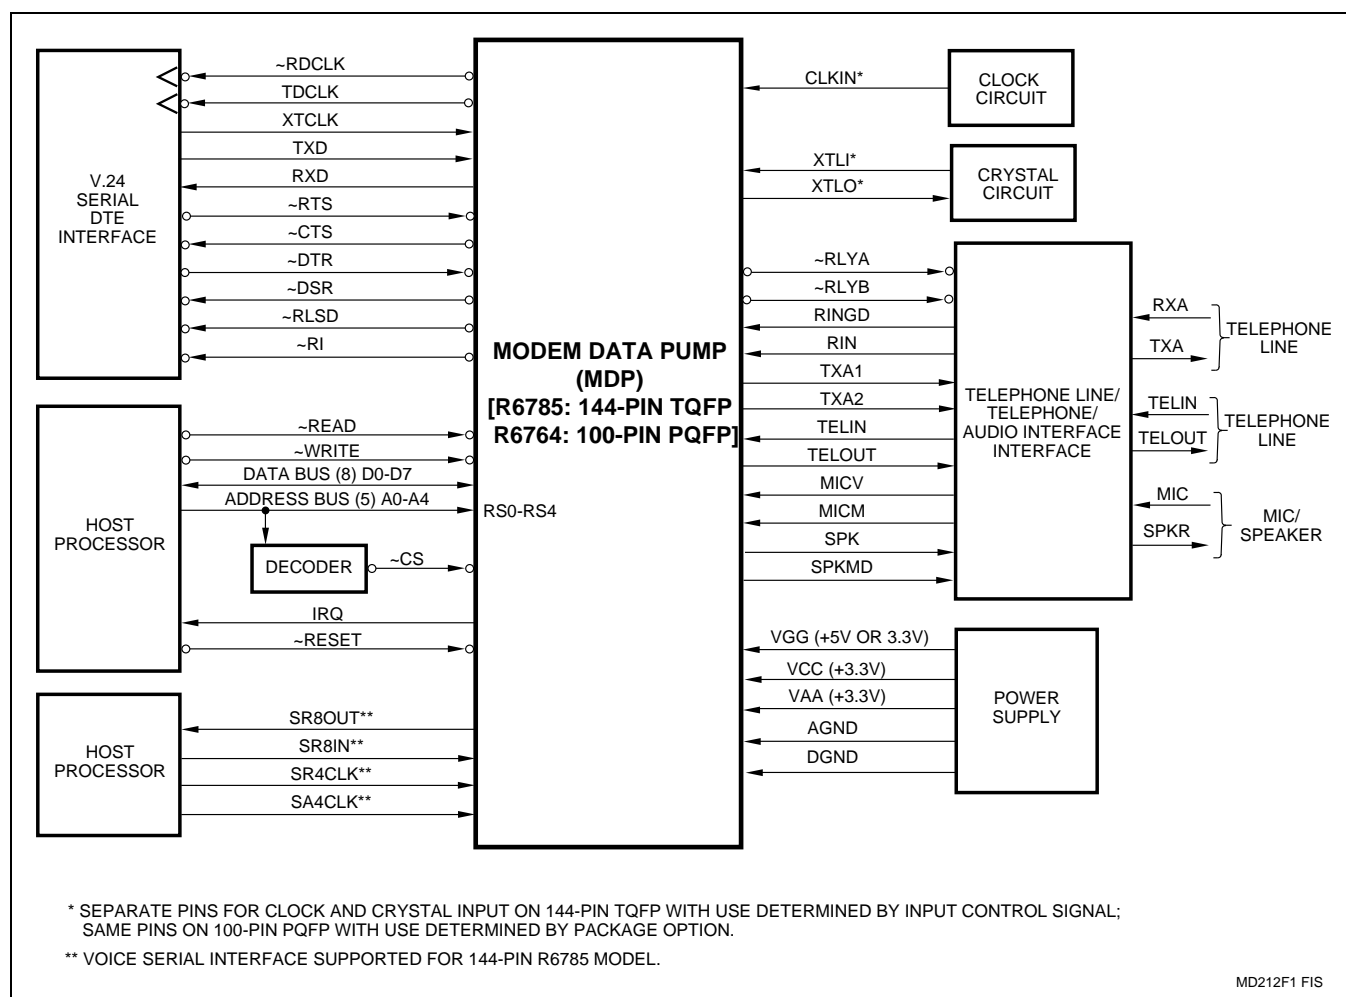 ~RDCLK
TDCLK
XTCLK
TXD
RXD
~RTS
~CTS
~DTR
~DSR
~RLSD
~RI
V.24
SERIAL
DTE
INTERFACE
~READ
~WRITE
DATA BUS (8) D0-D7
ADDRESS BUS (5) A0-A4
RS0-RS4
HOST
PROCESSOR
DECODER
~CS
IRQ
~RESET
HOST
PROCESSOR
SR8OUT**
SR8IN**
SR4CLK**
SA4CLK**
MODEM DATA PUMP
(MDP)
[R6785: 144-PIN TQFP
R6764: 100-PIN PQFP]
CLKIN*
CLOCK
CIRCUIT
XTLI*
XTLO*
CRYSTAL
CIRCUIT
~RLYA
~RLYB
RINGD
RIN
TXA1
TXA2
TELIN
TELOUT
MICV
MICM
SPK
SPKMD
TELEPHONE LINE/
TELEPHONE/
AUDIO INTERFACE
INTERFACE
RXA
TXA
TELEPHONE
LINE
TELIN
TELOUT
TELEPHONE
LINE
MIC
SPKR
MIC/
SPEAKER
VGG (+5V OR 3.3V)
VCC (+3.3V)
VAA (+3.3V)
AGND
DGND
POWER
SUPPLY
* SEPARATE PINS FOR CLOCK AND CRYSTAL INPUT ON 144-PIN TQFP WITH USE DETERMINED BY INPUT CONTROL SIGNAL;
SAME PINS ON 100-PIN PQFP WITH USE DETERMINED BY PACKAGE OPTION.
** VOICE SERIAL INTERFACE SUPPORTED FOR 144-PIN R6785 MODEL.
MD212F1 FIS